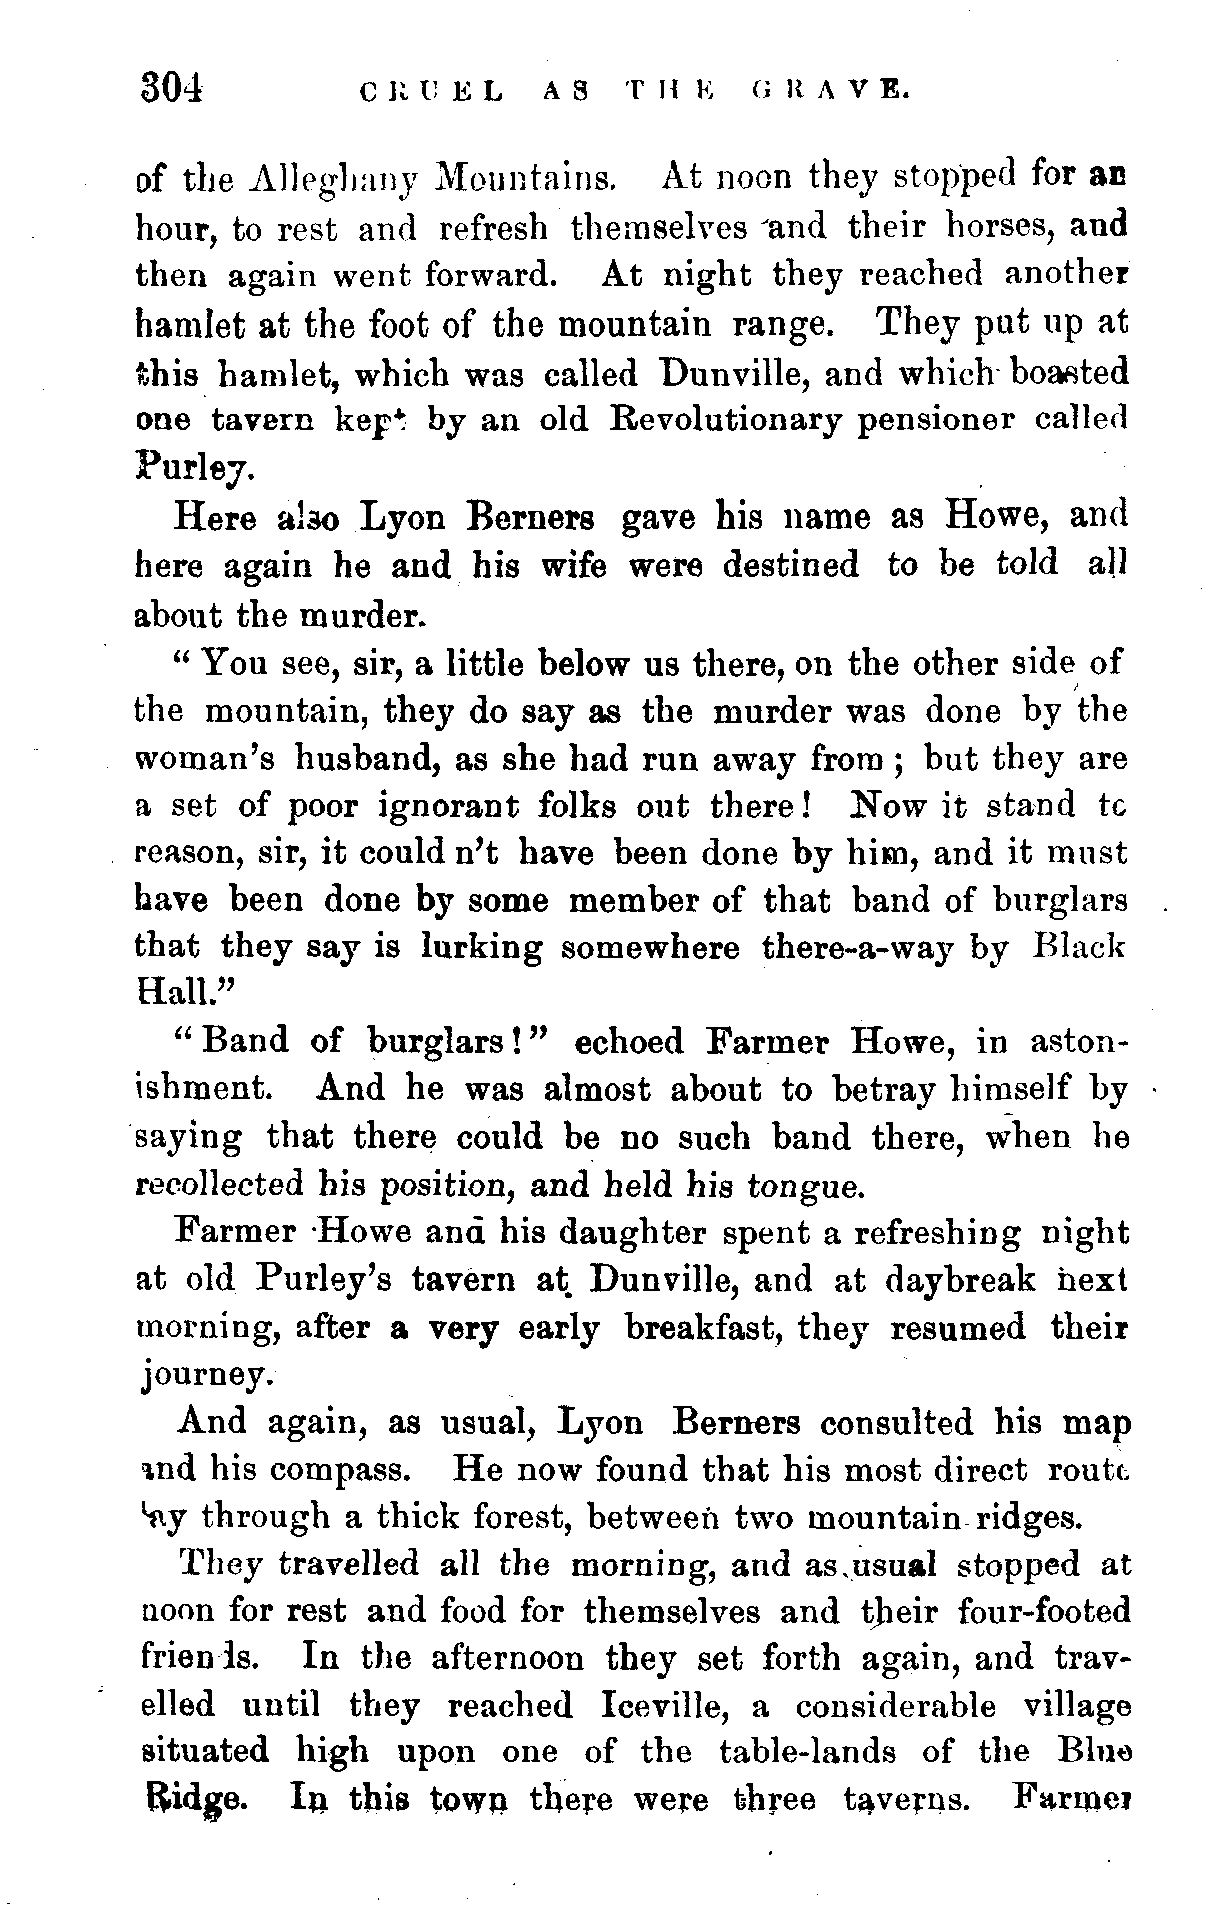 304 CRUEL AS THE GRAVE.
of the Alleghany Mountains. At noon they stopped for an
hour, to rest and refresh themselves and their horses, and
then again went forward. At night they reached another
hamlet at the foot of the mountain range. They put up at
this hamlet, which was called Dunville, and which boasted
one tavern kept by an old Revolutionary pensioner called
Purley.
Here also Lyon Berners gave his name as Howe, and
here again he and his wife were destined to be told all
about the murder.
“ You see, sir, a little below us there, on the other side of
the mountain, they do say as the murder was done by the
woman’s husband, as she had run away from ; but they are
a set of poor ignorant folks out there ! Now it stand to
reason, sir, it could n’t have been done by him, and it must
have been done by some member of that band of burglars
that they say is lurking somewhere there-a-way by Black
Hall.”
“ Band of burglars ! ” echoed Farmer Howe, in aston-
ishment. And he was almost about to betray himself by
saying that there could be no such band there, when he
recollected his position, and held his tongue.
Farmer Howe and his daughter spent a refreshing night
at old Purley’s tavern at Dunville, and at daybreak next
morning, after a very early breakfast, they resumed their
journey.
And again, as usual, Lyon Berners consulted his map
and his compass. He now found that his most direct route
lay through a thick forest, between two mountain ridges.
They travelled all the morning, and as usual stopped at
noon for rest and food for themselves and their four-footed
friends. In the afternoon they set forth again, and trav-
elled until they reached Iceville, a considerable village
situated high upon one of the table-lands of the Blue
Ridge. In this town there were three taverns. Farmer